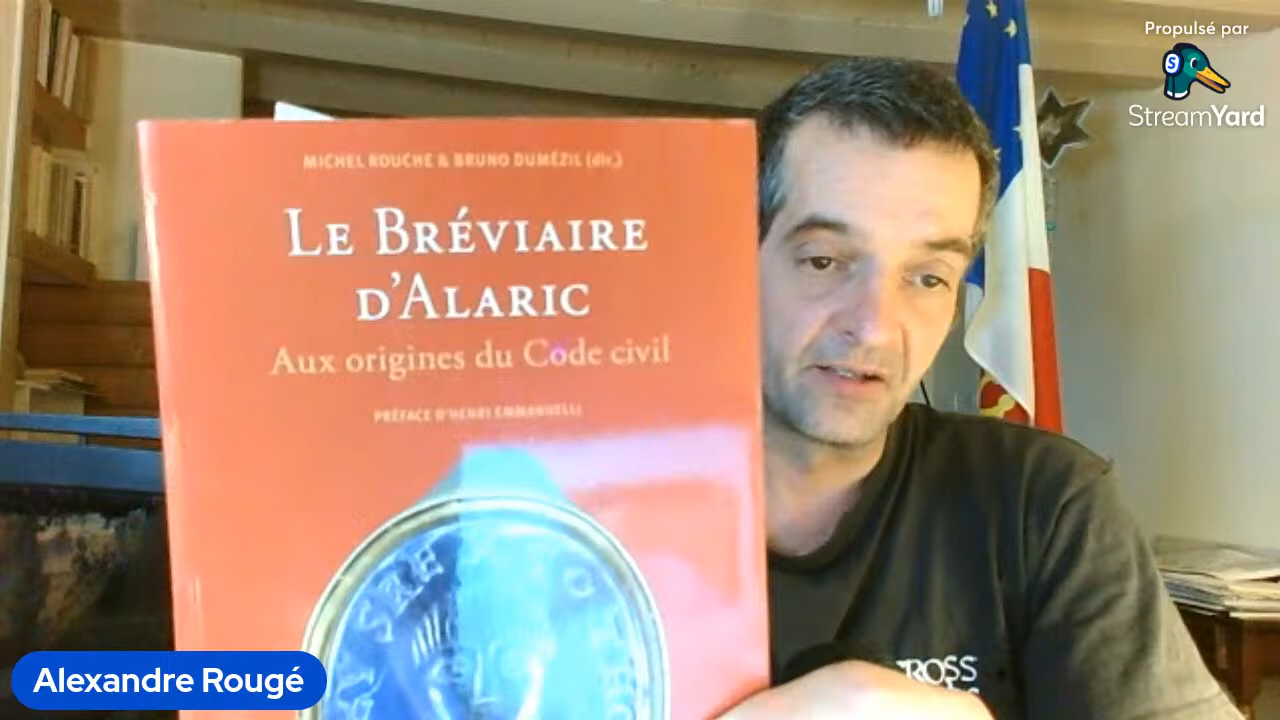 Propulsé par
StreamYard
MICHEL ROUCHE & BRUNO DUMÉZIL (dir.)
LE BRÉVIAIRE
D'ALARIC
Aux origines du Code civil
PRÉFACE D'HENRI EMMANUELLI
Alexandre Rougé
ROSS